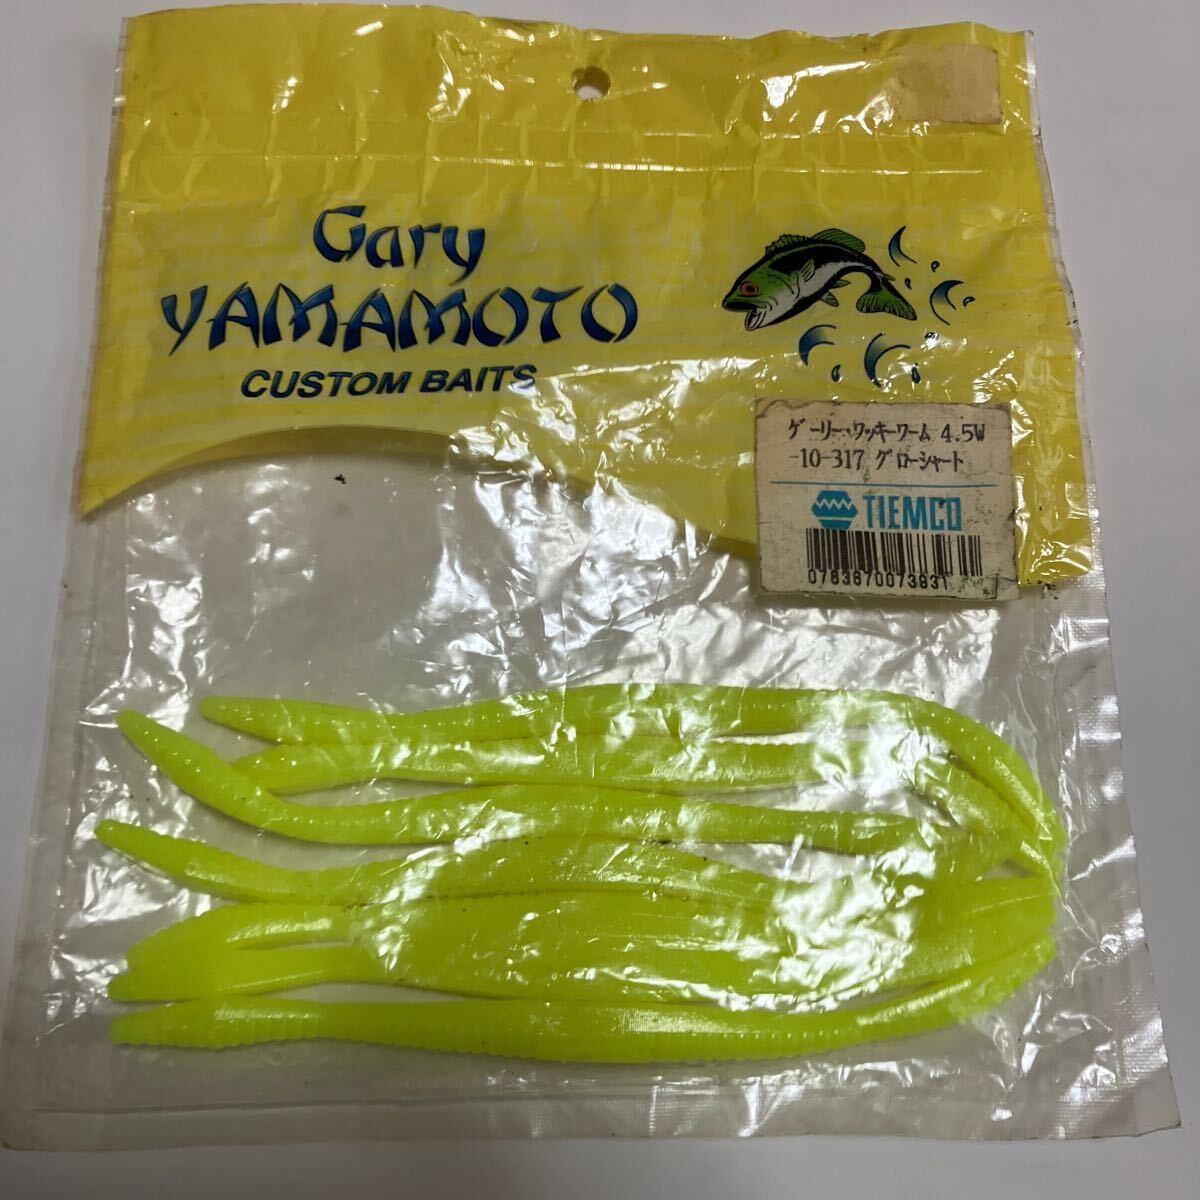 Gary
YAMAMOTO
CUSTOM BAITS
ゲーリー・ワッキーワーム 4.5W
-10-317 グローシャート
TIEMCO
0783870073931